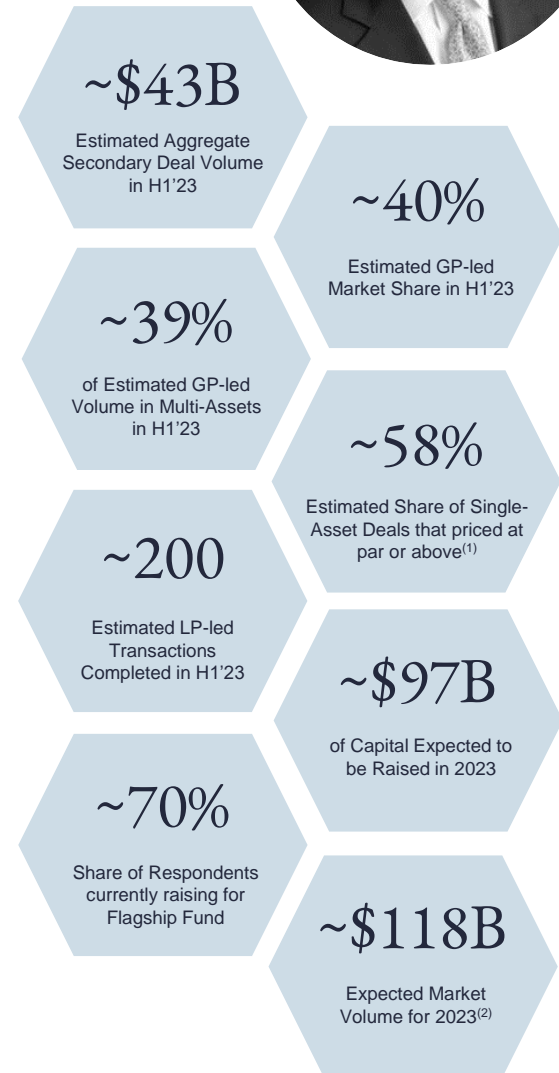 ~$43B
Estimated Aggregate
Secondary Deal Volume
in H1’23
~40%
Estimated GP-led
Market Share in H1’23
~39%
of Estimated GP-led
Volume in Multi-Assets
in H1’23
~58%
Estimated Share of Single-
Asset Deals that priced at
par or above(1)
~200
Estimated LP-led
Transactions
Completed in H1’23
~$97B
of Capital Expected to
be Raised in 2023
~70%
Share of Respondents
currently raising for
Flagship Fund
~$118B
Expected Market
Volume for 2023(2)